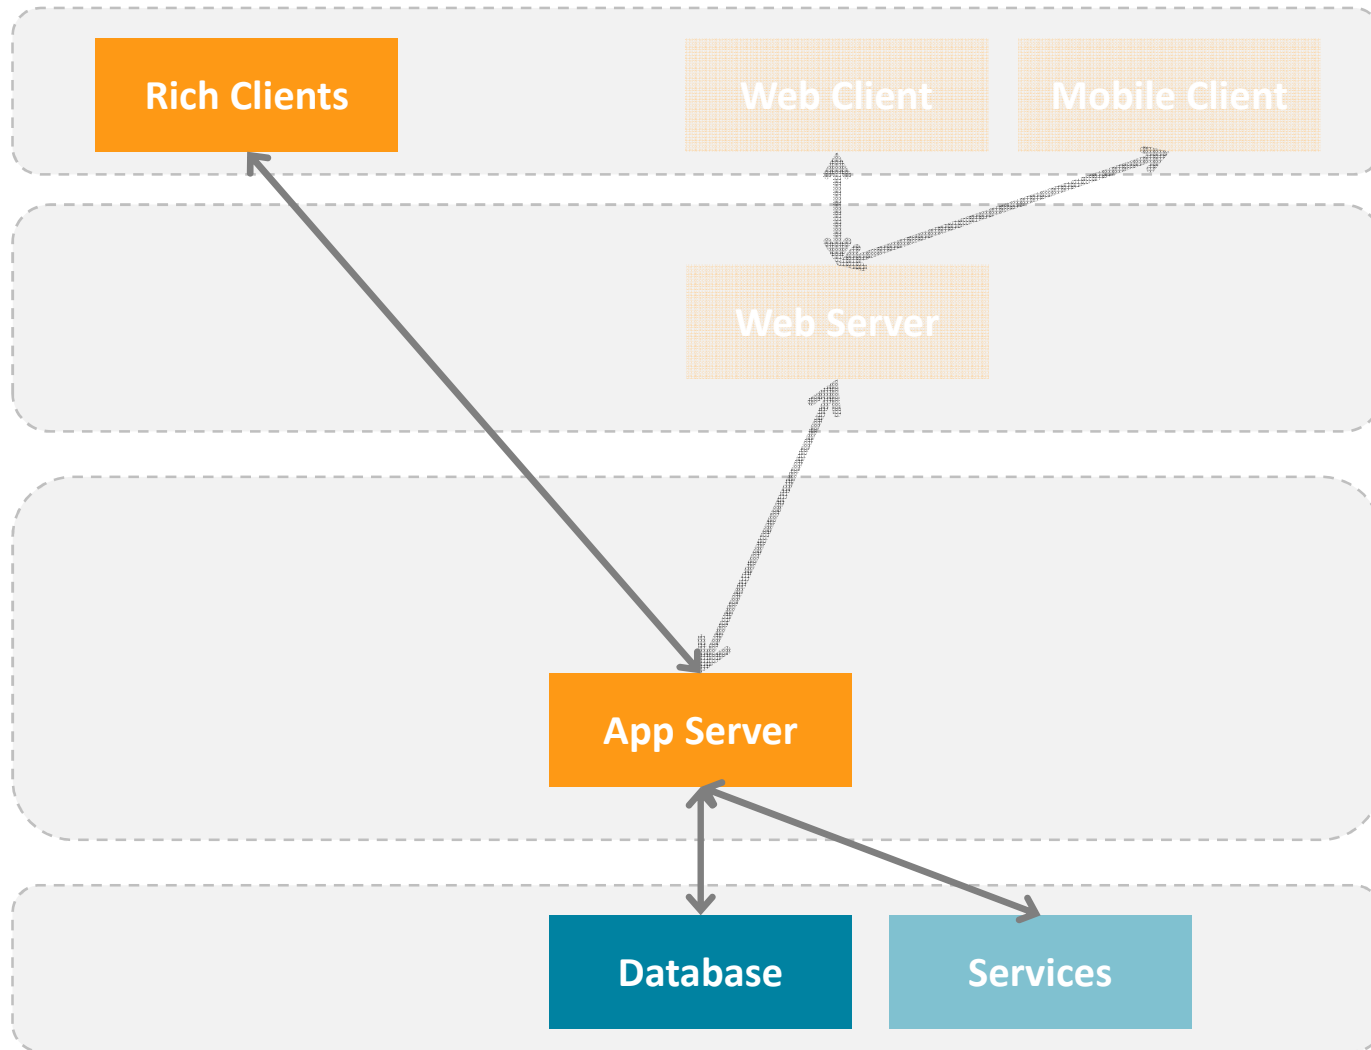 Rich Clients
Web Client
Mobile Client
Web Server
App Server
Database
Services